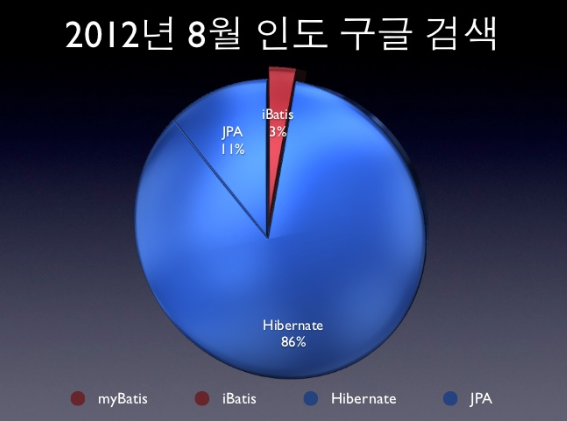 2012년 8월 인도 구글 검색
iBatis
3%
JPA
11%
Hibernate
86%
myBatis iBatis Hibernate JPA